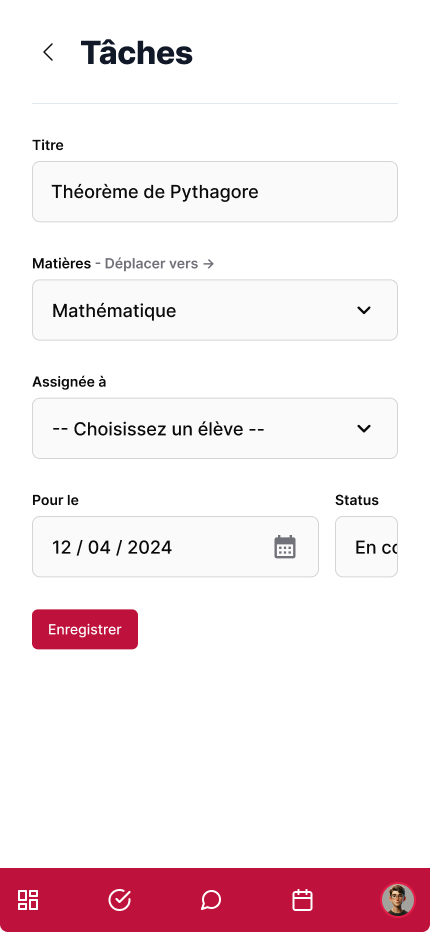 Tâches
Titre
Théorème de Pythagore
Matières - Déplacer vers →
Mathématique
Assignée à
-- Choisissez un élève --
Pour le
Status
12 / 04 / 2024
En co
Enregistrer